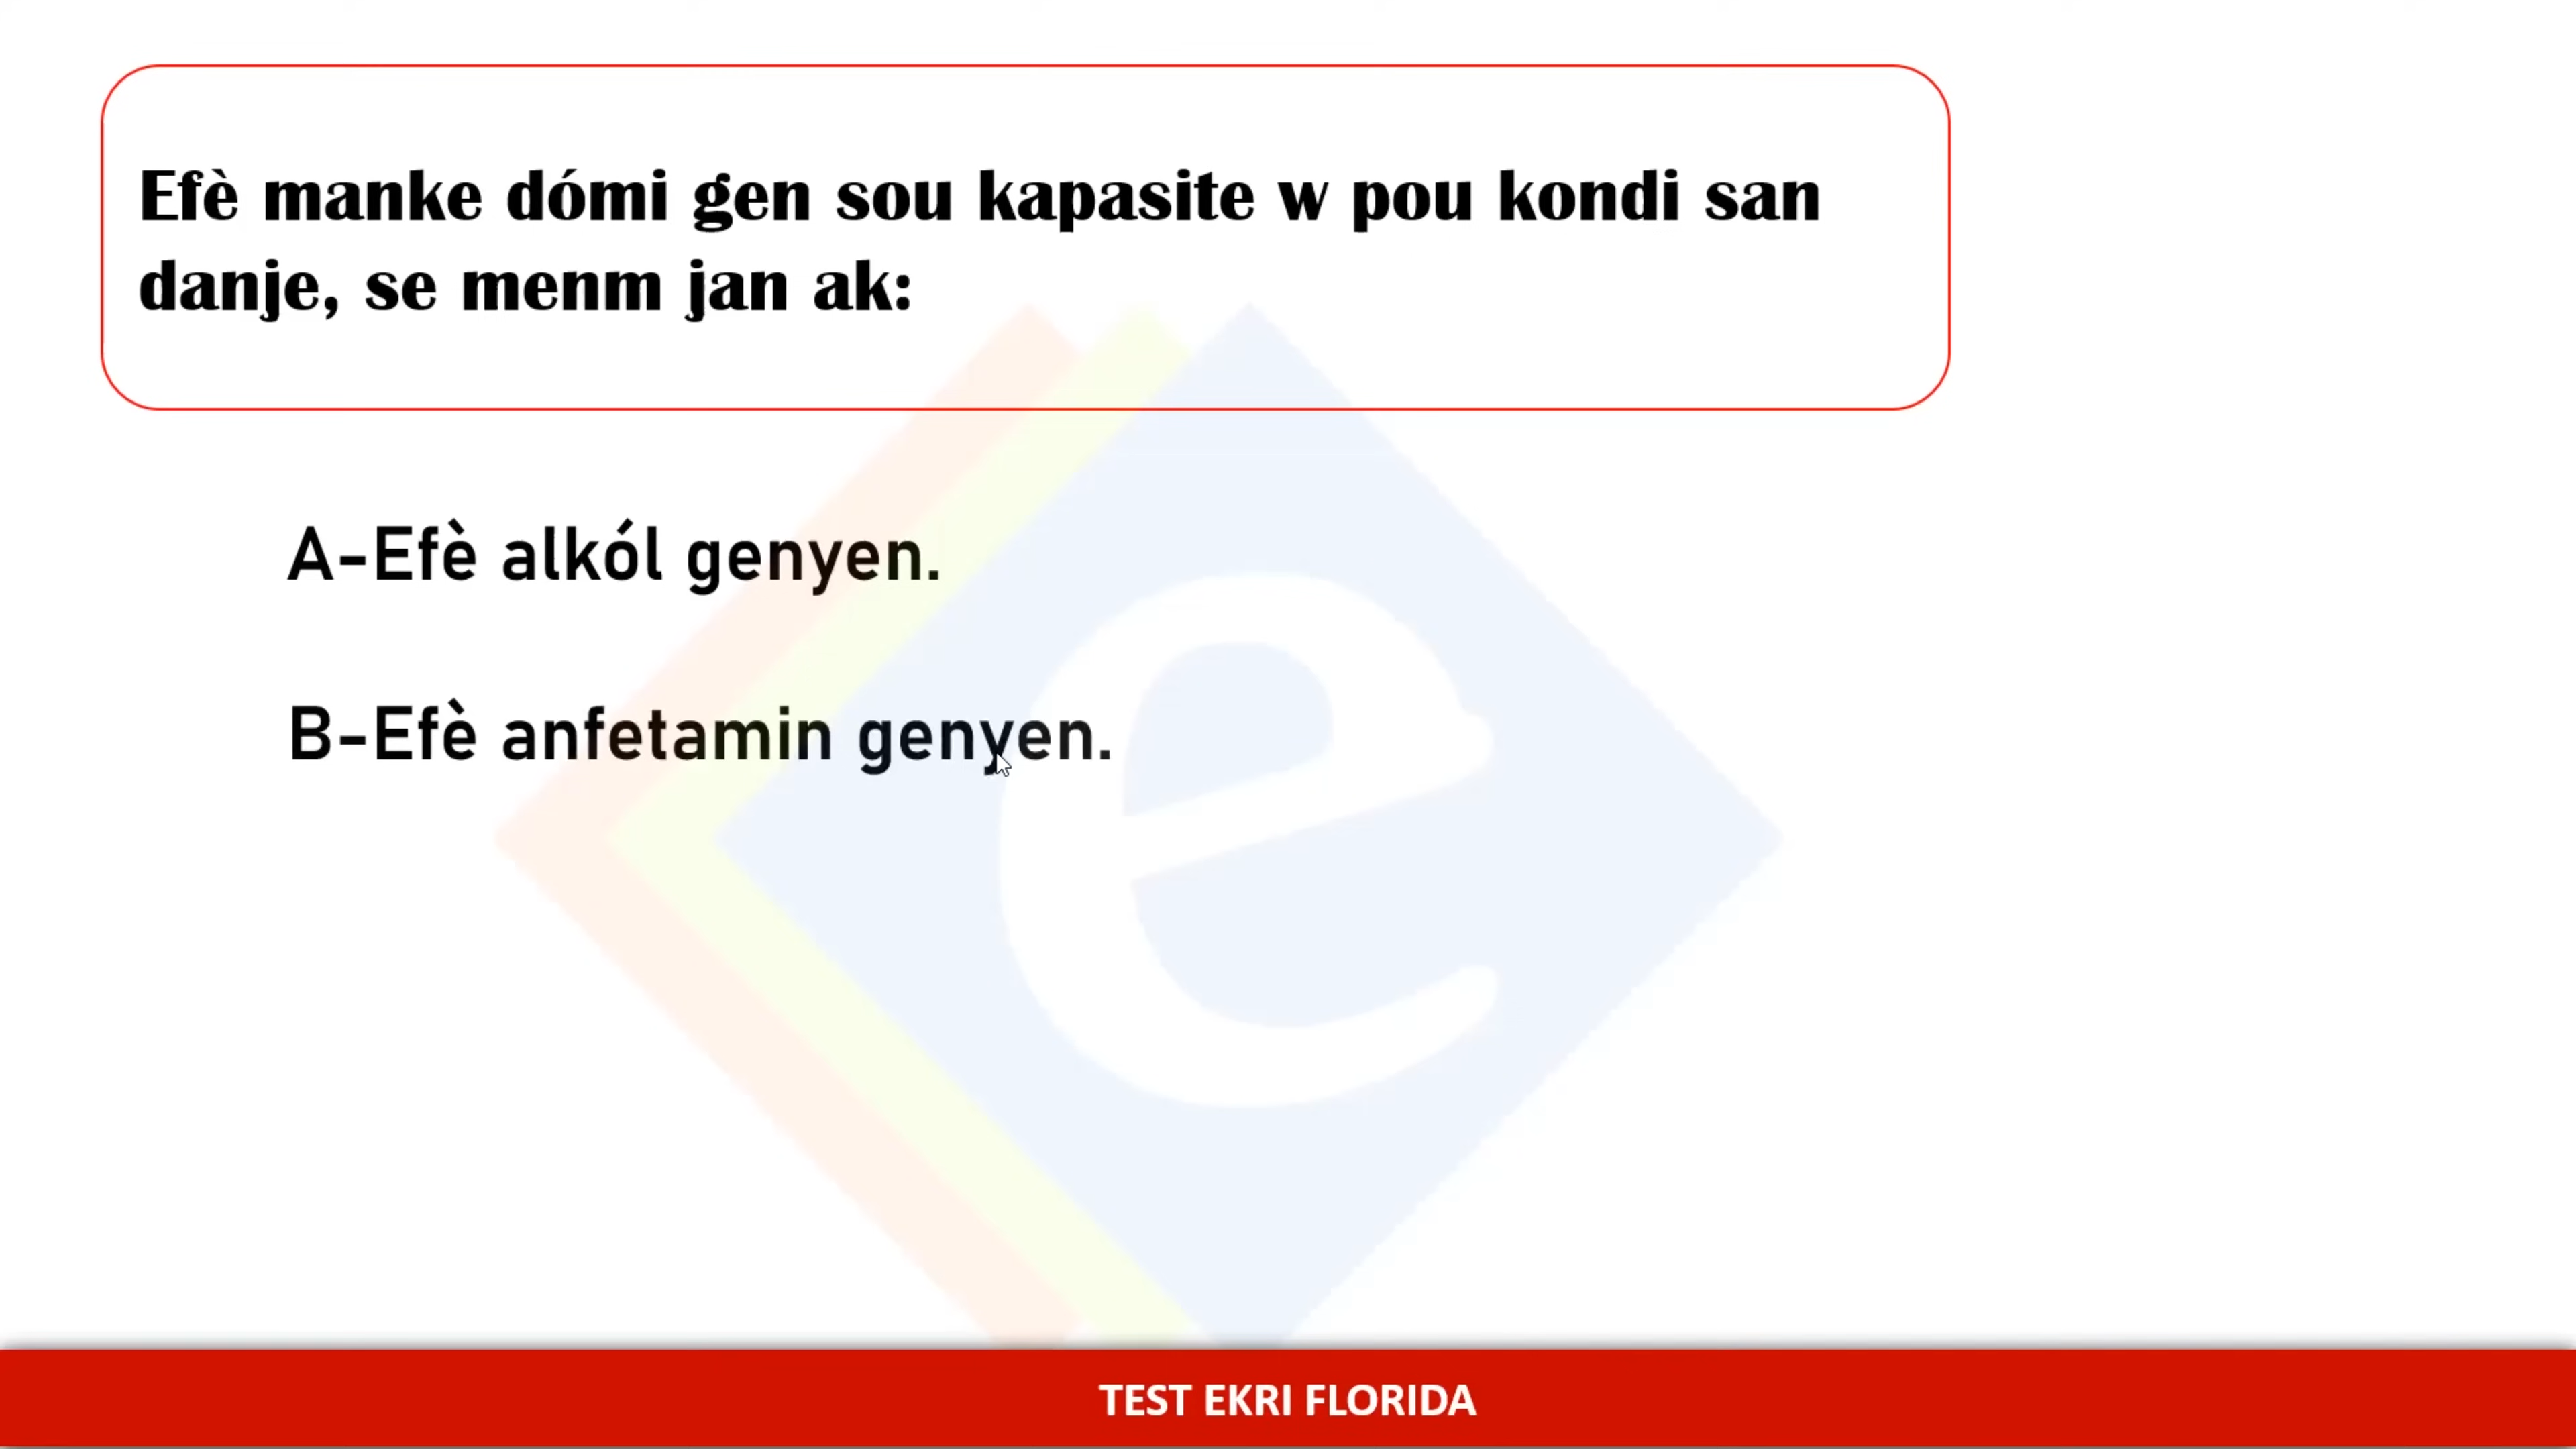 Efè manke dómi gen sou kapasite w pou kondi san
danje, se menm jan ak:
A-Efè alkól genyen.
B-Efè anfetamin genyen.
e
TEST EKRI FLORIDA